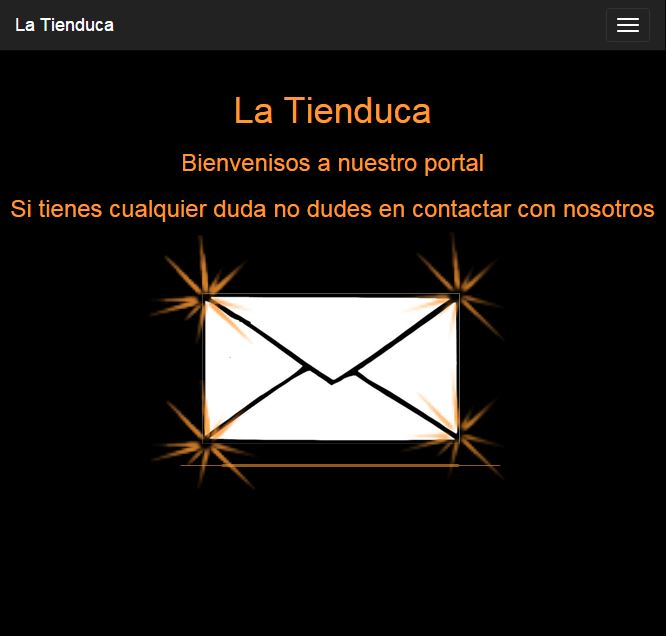 La Tienduca
La Tienduca
Bienvenisos a nuestro portal
Si tienes cualquier duda no dudes en contactar con nosotros